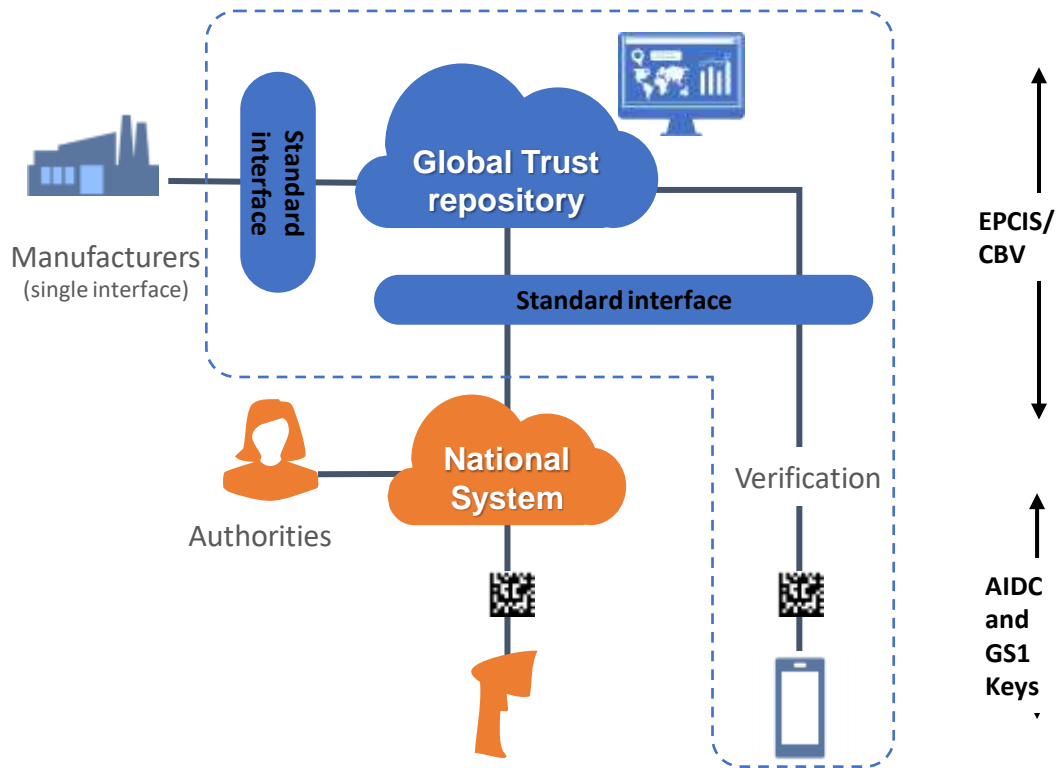 Standard
interface
Global Trust
repository
Manufacturers
(single interface)
EPCIS/
CBV
Standard interface
National
System
Verification
Authorities
AIDC
and
GS1
Keys